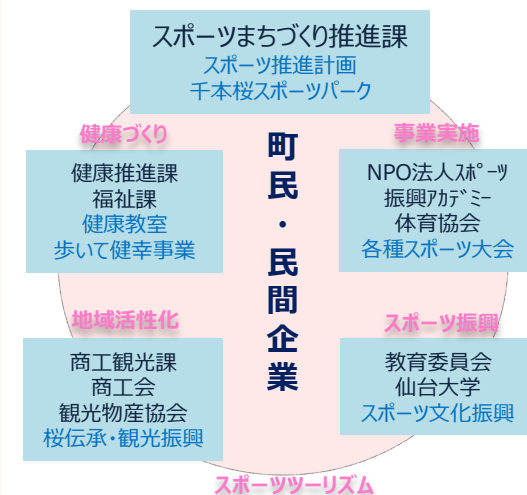 スポーツまちづくり推進課
スポーツ推進計画
千本桜スポーツパーク
健康づくり
健康推進課
福祉課
健康教室
歩いて健幸事業
町民・民間企業
事業実施
NPO法人ｽﾎﾟｰﾂ
振興ｱｶﾃﾞﾐｰ
体育協会
各種スポーツ大会
地域活性化
商工観光課
商工会
観光物産協会
桜伝承・観光振興
スポーツ振興
教育委員会
仙台大学
スポーツ文化振興
スポーツツーリズム